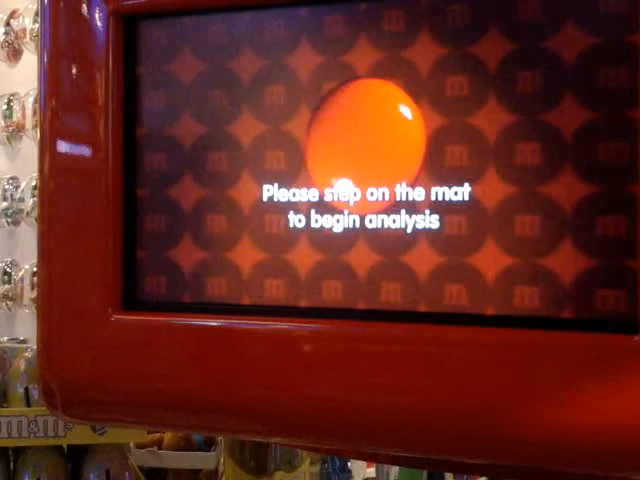 Please step on the mat
to begin analysis
m&m's